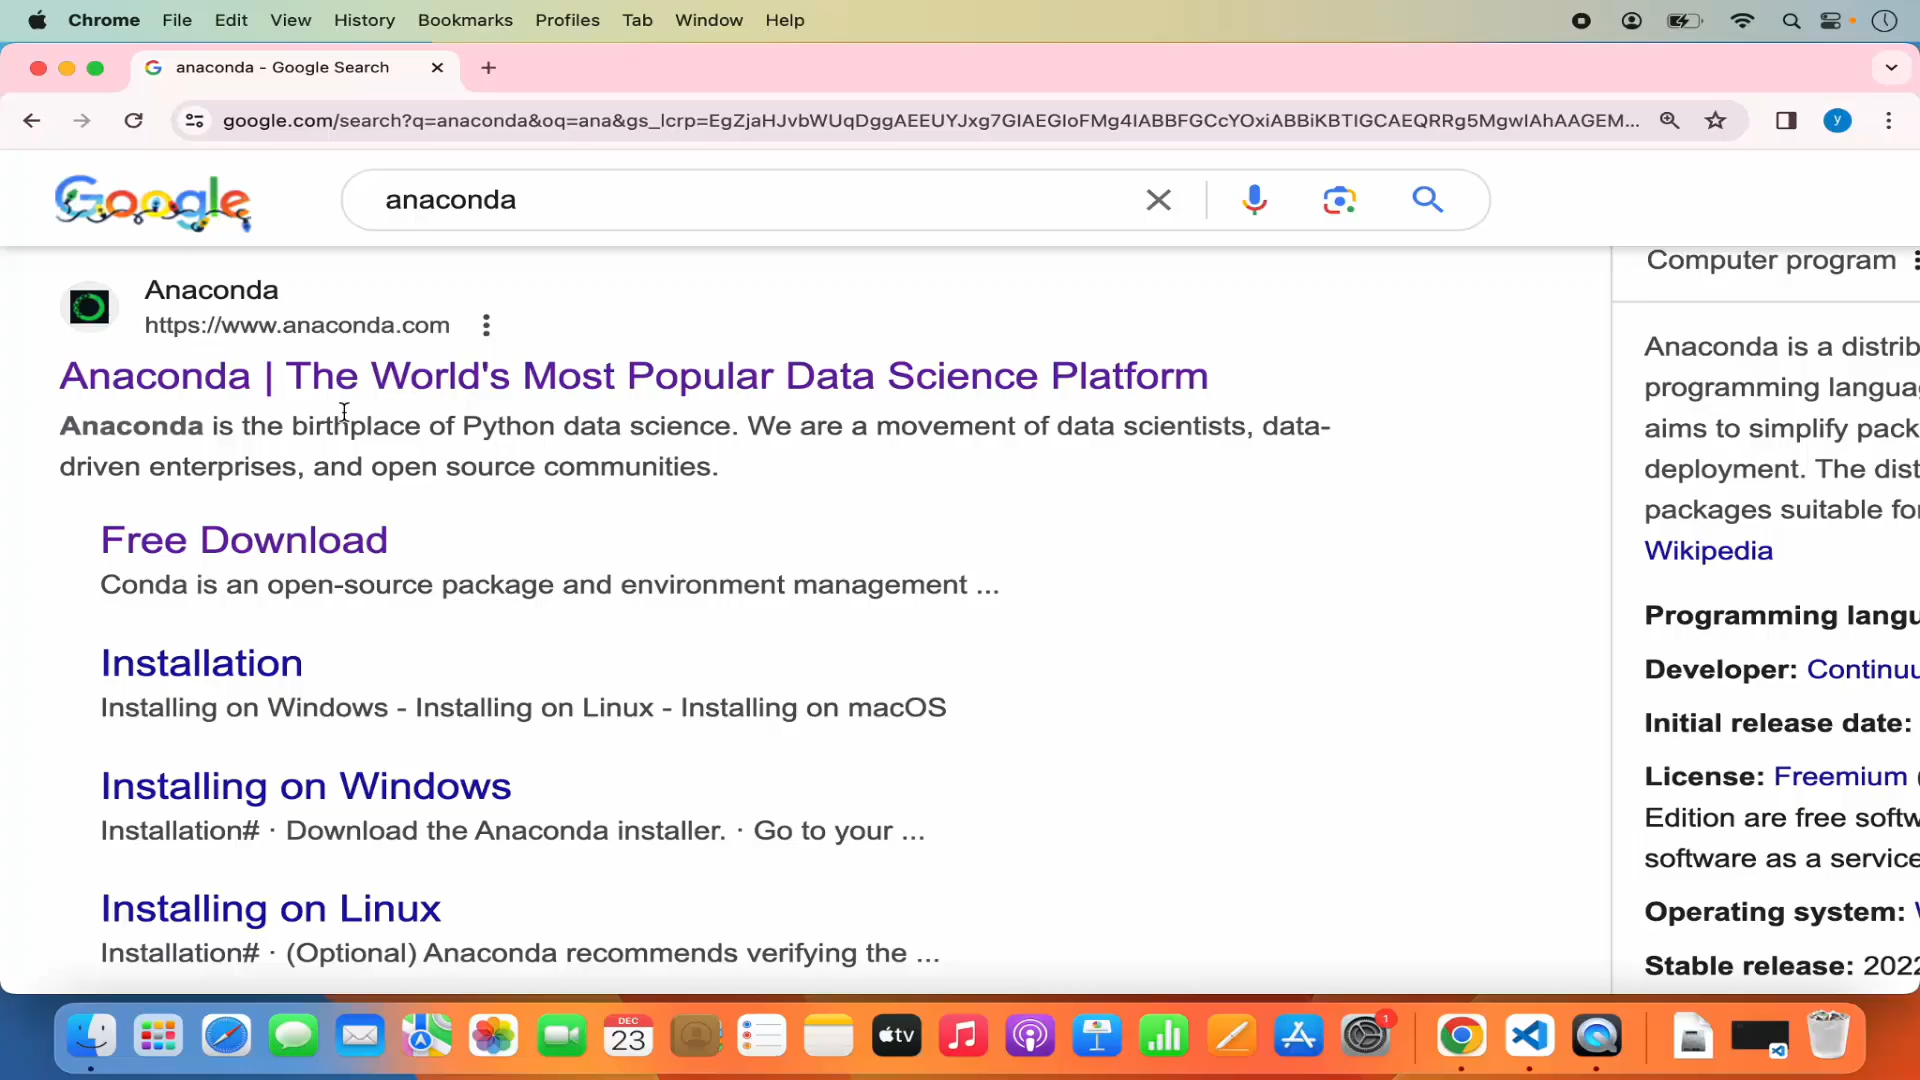 Chrome File Edit View History Bookmarks Profiles Tab Window Help
anaconda - Google Search
google.com/search?q=anaconda&oq=ana&gs_lcrp=EgZjaHJvbWUqDggAEEUYJxg7GIAEGIoFMg4IABBFGCcYOxiABBiKBTIGCAEQRRg5MgwIAhAAGEM...
y
Google
anaconda
Anaconda
https://www.anaconda.com
Anaconda | The World's Most Popular Data Science Platform
Anaconda is the birthplace of Python data science. We are a movement of data scientists, data-
driven enterprises, and open source communities.
Free Download
Conda is an open-source package and environment management ...
Installation
Installing on Windows - Installing on Linux - Installing on macOS
Installing on Windows
Installation# · Download the Anaconda installer. · Go to your ...
Installing on Linux
Installation# · (Optional) Anaconda recommends verifying the ...
Computer program
Anaconda is a distrib
programming languag
aims to simplify pack
deployment. The dist
packages suitable for
Wikipedia
Programming langu
Developer: Continuu
Initial release date:
License: Freemium (
Edition are free softw
software as a service
Operating system: W
Stable release: 2022
DEC
23
tv
1